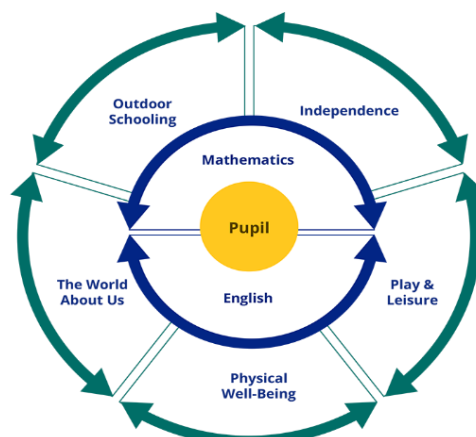 Outdoor
Schooling
Independence
Mathematics
Pupil
The World
About Us
English
Play &
Leisure
Physical
Well-Being